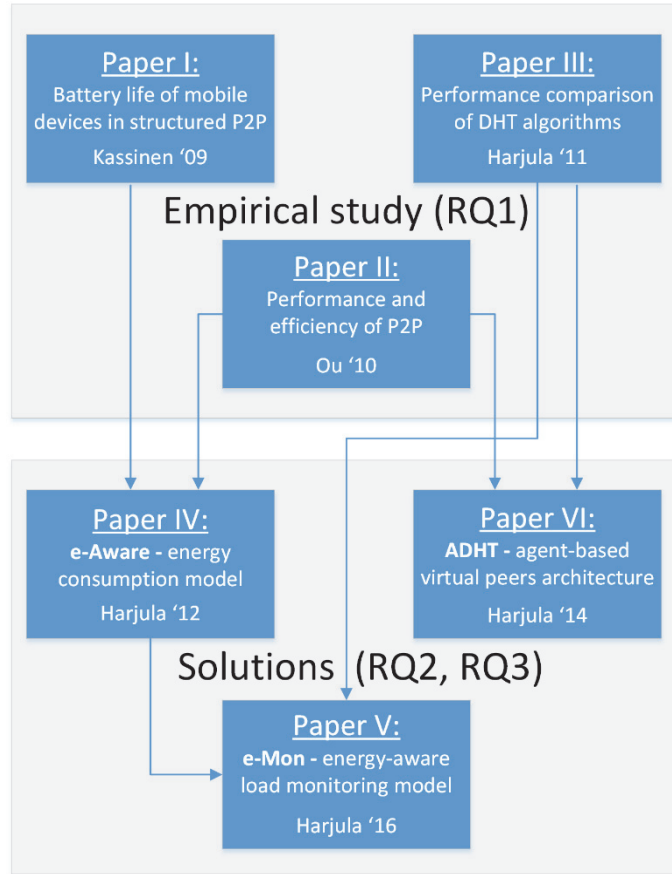 Paper I:
Battery life of mobile
devices in structured P2P
Kassinen ‘09
Paper III:
Performance comparison
of DHT algorithms
Harjula ‘11
Empirical study (RQ1)
Paper II:
Performance and
efficiency of P2P
Ou ‘10
Paper IV:
e-Aware - energy
consumption model
Harjula ‘12
Paper VI:
ADHT - agent-based
virtual peers architecture
Harjula ‘14
Solutions (RQ2, RQ3)
Paper V:
e-Mon - energy-aware
load monitoring model
Harjula ‘16